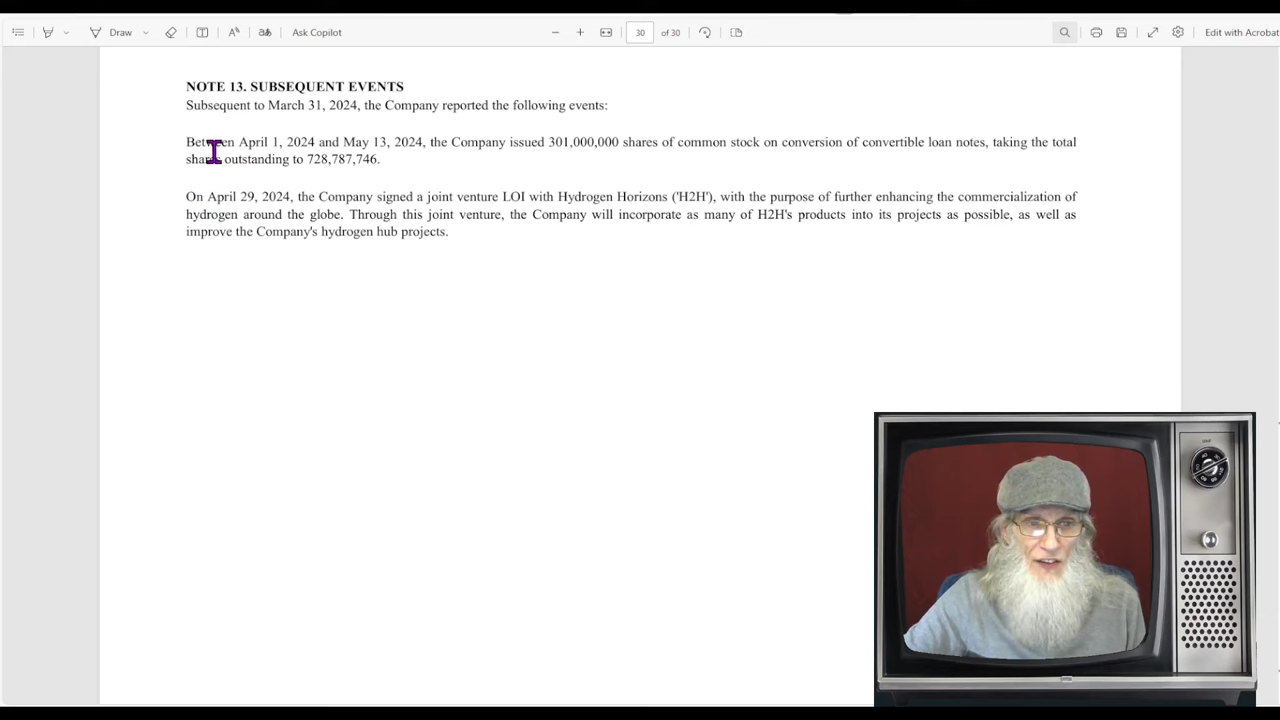 Draw
Ask Copilot
30 of 30
Edit with Acrobat
NOTE 13. SUBSEQUENT EVENTS
Subsequent to March 31, 2024, the Company reported the following events:
Between April 1, 2024 and May 13, 2024, the Company issued 301,000,000 shares of common stock on conversion of convertible loan notes, taking the total
shares outstanding to 728,787,746.
On April 29, 2024, the Company signed a joint venture LOI with Hydrogen Horizons ('H2H'), with the purpose of further enhancing the commercialization of
hydrogen around the globe. Through this joint venture, the Company will incorporate as many of H2H's products into its projects as possible, as well as
improve the Company's hydrogen hub projects.